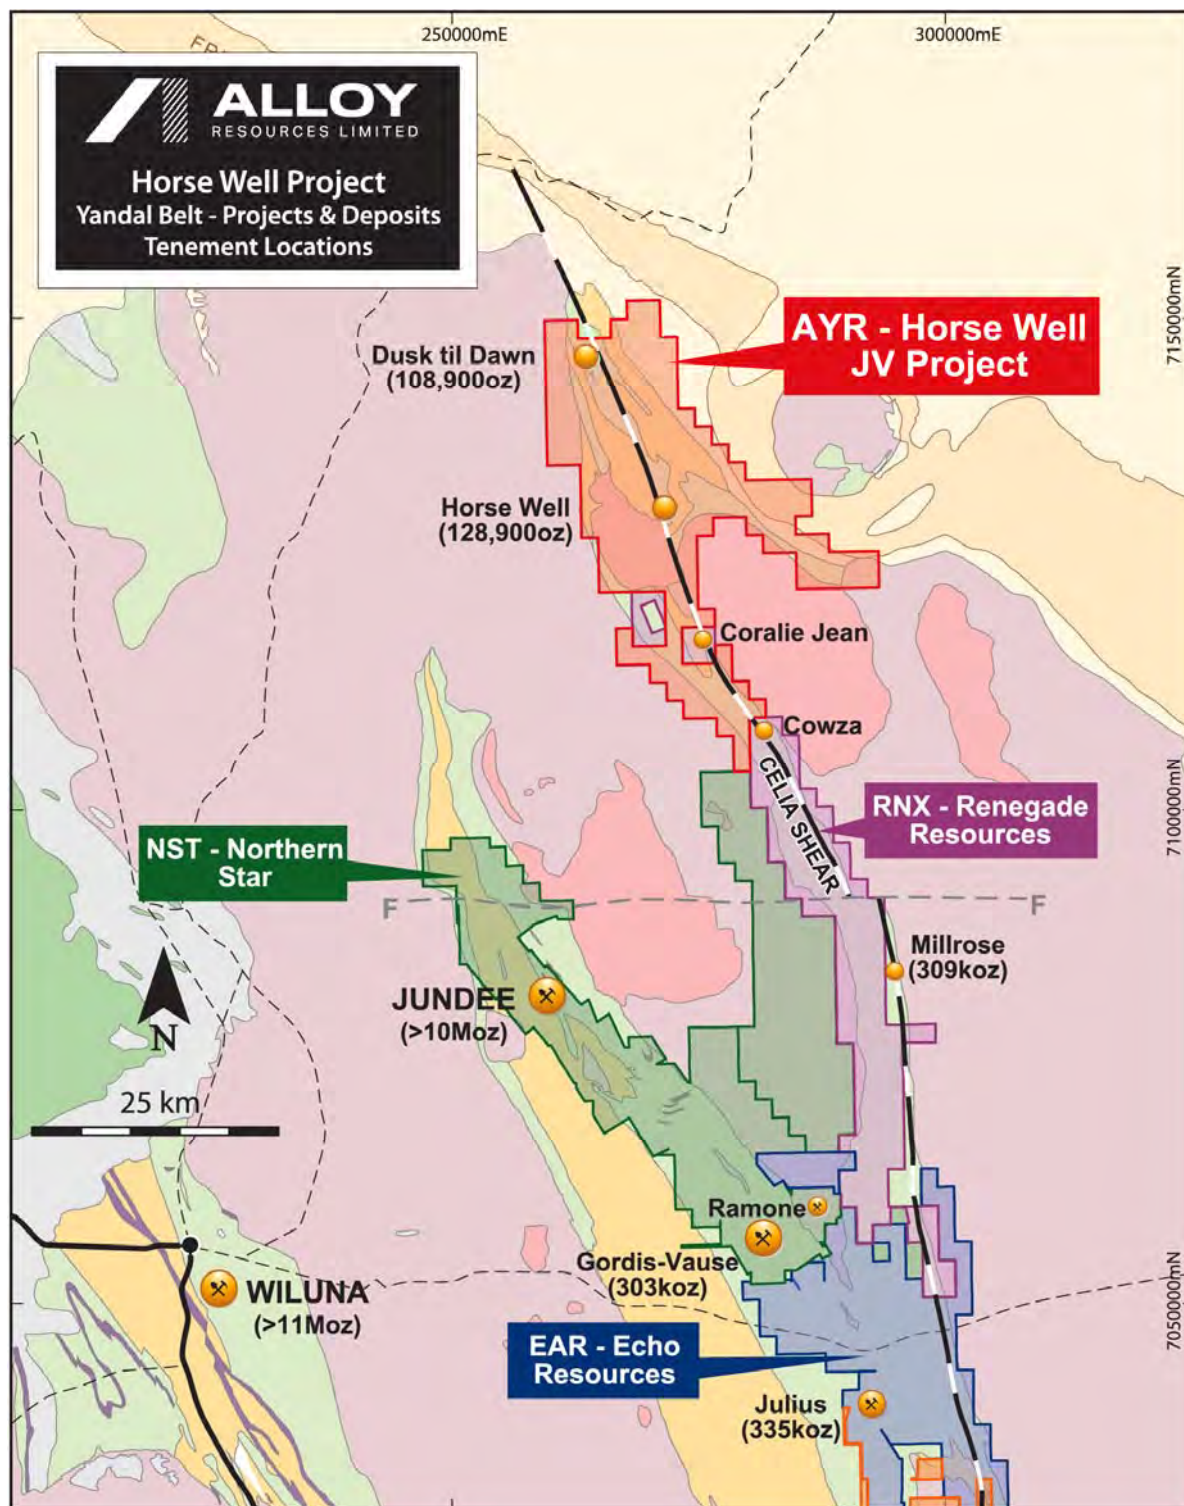 250000mE
300000mE
ALLOY
RESOURCES LIMITED
Horse Well Project
Yandal Belt - Projects & Deposits
Tenement Locations
7150000mN
AYR - Horse Well
JV Project
Dusk til Dawn
(108,900oz)
Horse Well
(128,900oz)
Coralie Jean
Cowza
CELIA SHEAR
RNX - Renegade
Resources
7100000mN
NST - Northern
Star
F
F
Millrose
(309koz)
JUNDEE
(>10Moz)
N
25 km
Ramone
Gordis-Vause
(303koz)
WILUNA
(>11Moz)
7050000mN
EAR - Echo
Resources
Julius
(335koz)